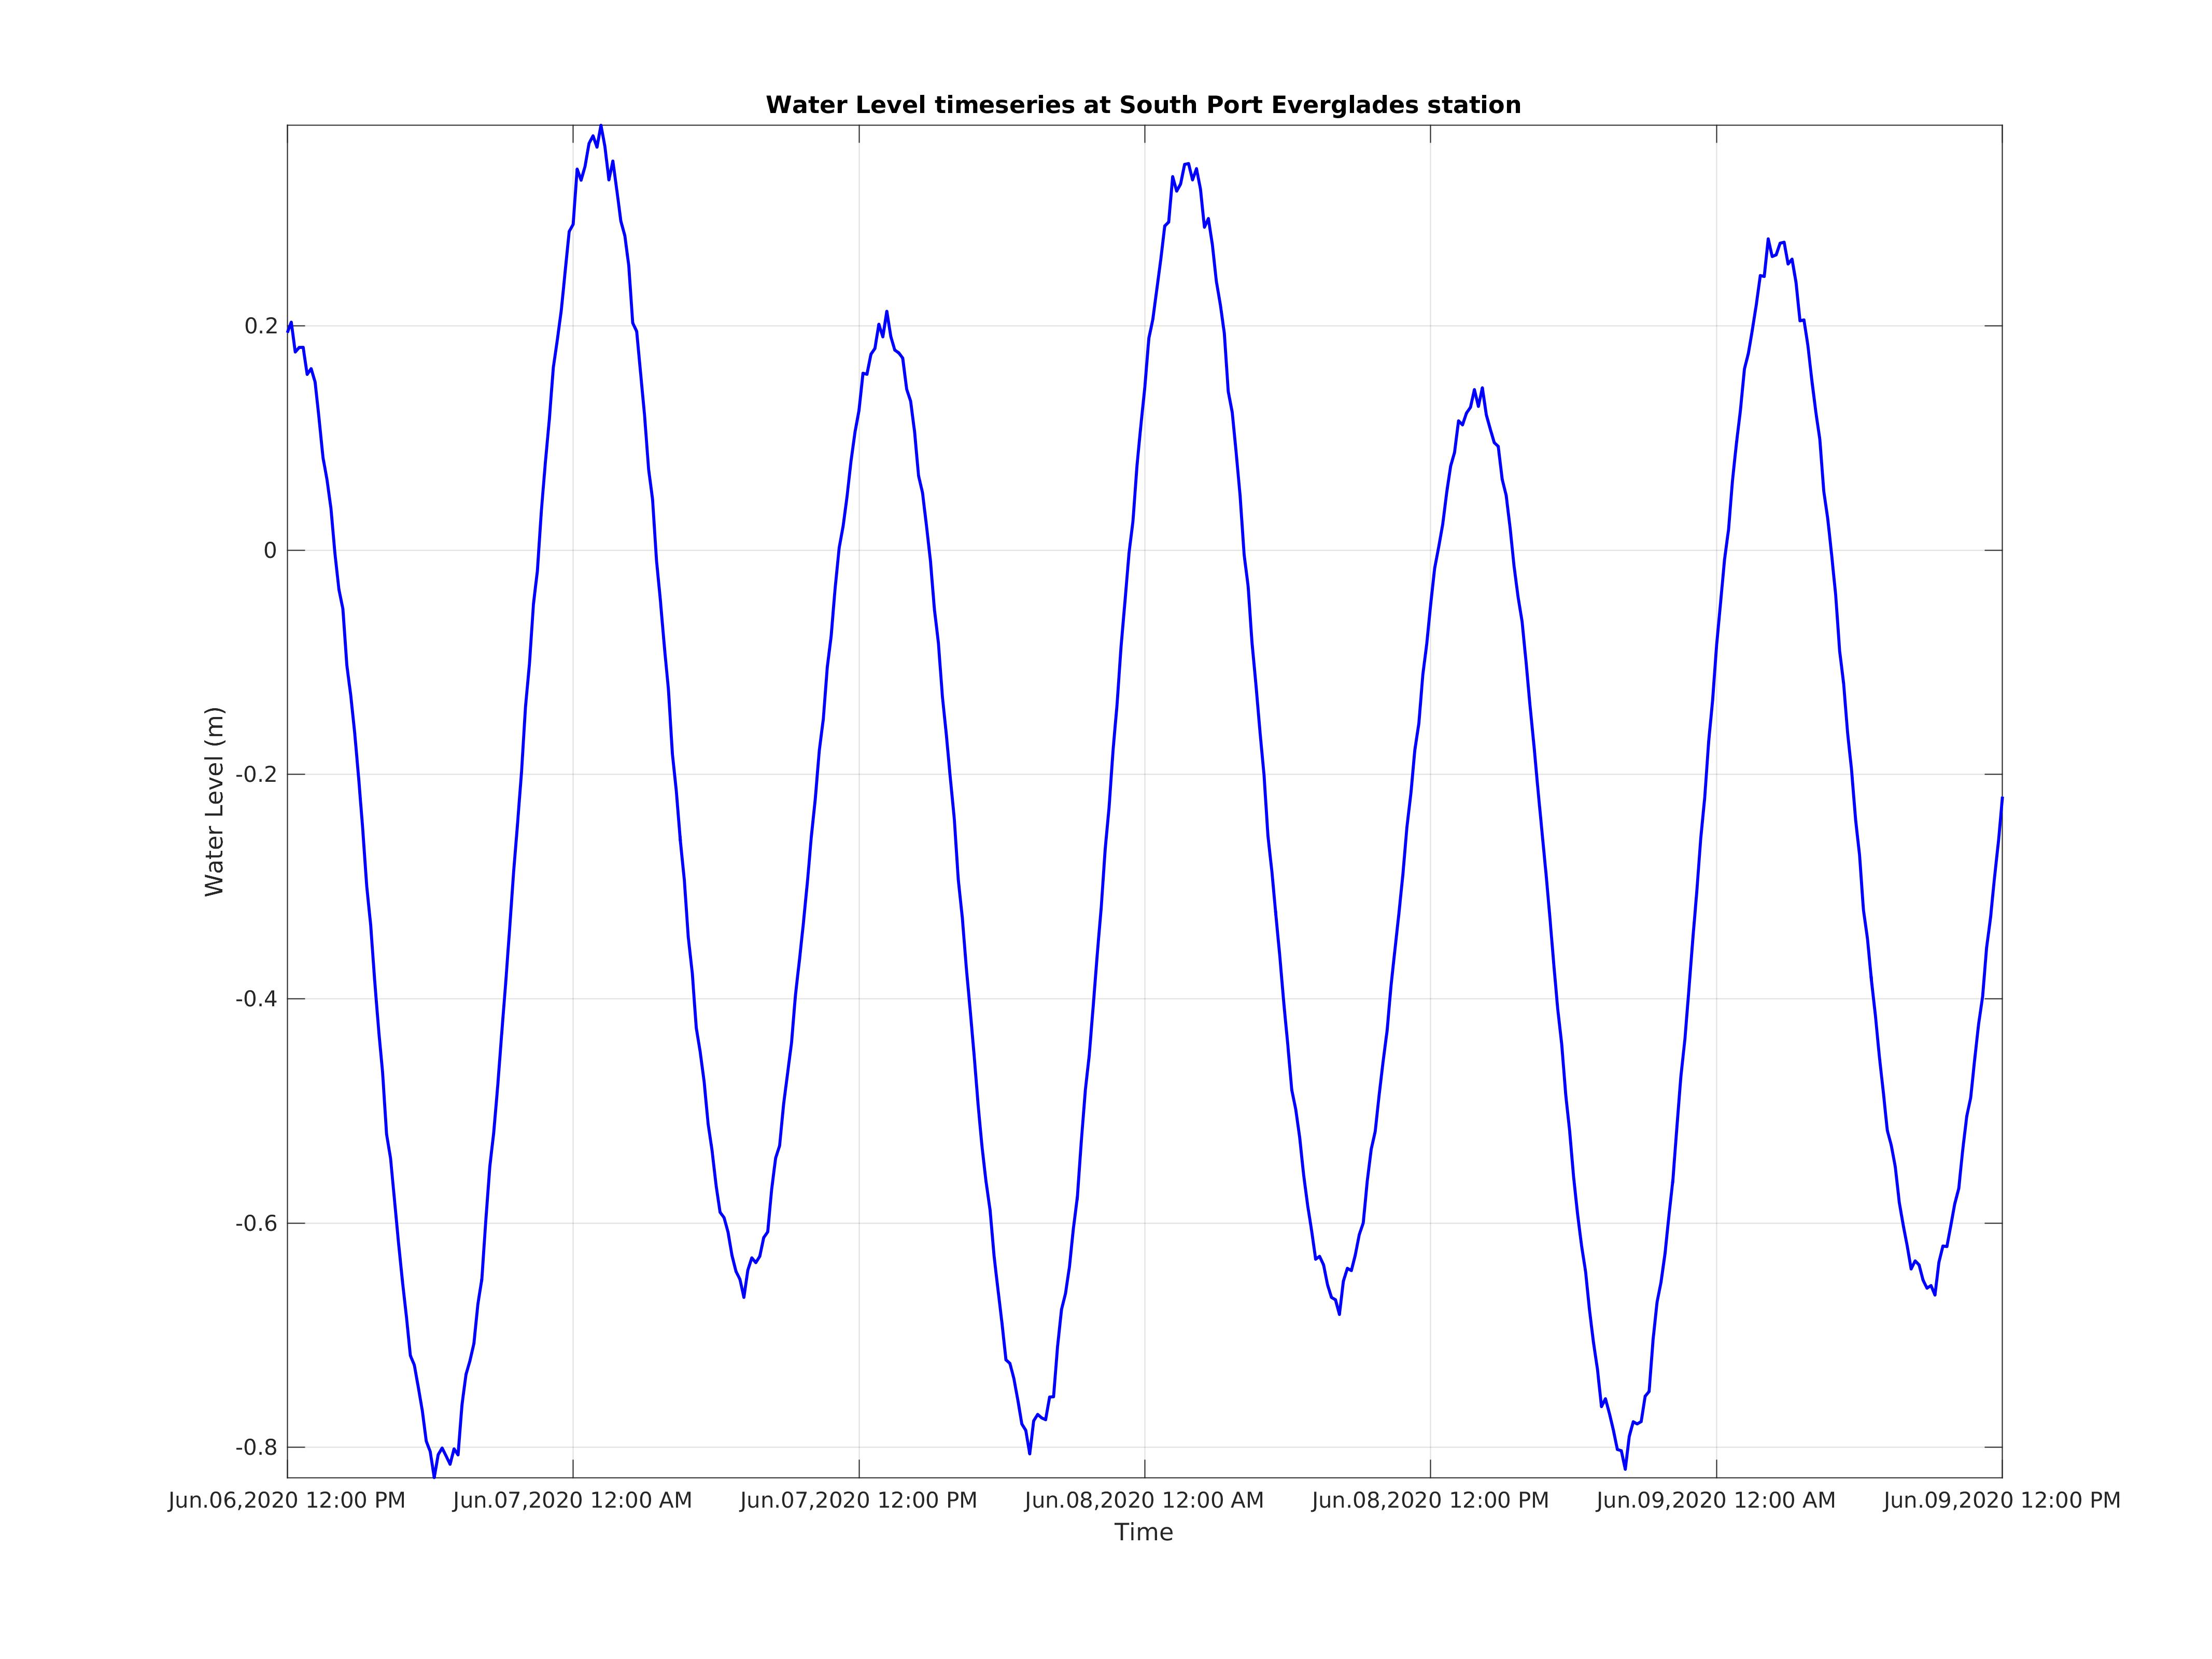 Water Level timeseries at South Port Everglades station
0.2
0
-0.2
-0.4
-0.6
-0.8
Water Level (m)
Jun.06,2020 12:00 PM Jun.07,2020 12:00 AM Jun.07,2020 12:00 PM Jun.08,2020 12:00 AM Jun.08,2020 12:00 PM Jun.09,2020 12:00 AM Jun.09,2020 12:00 PM
Time